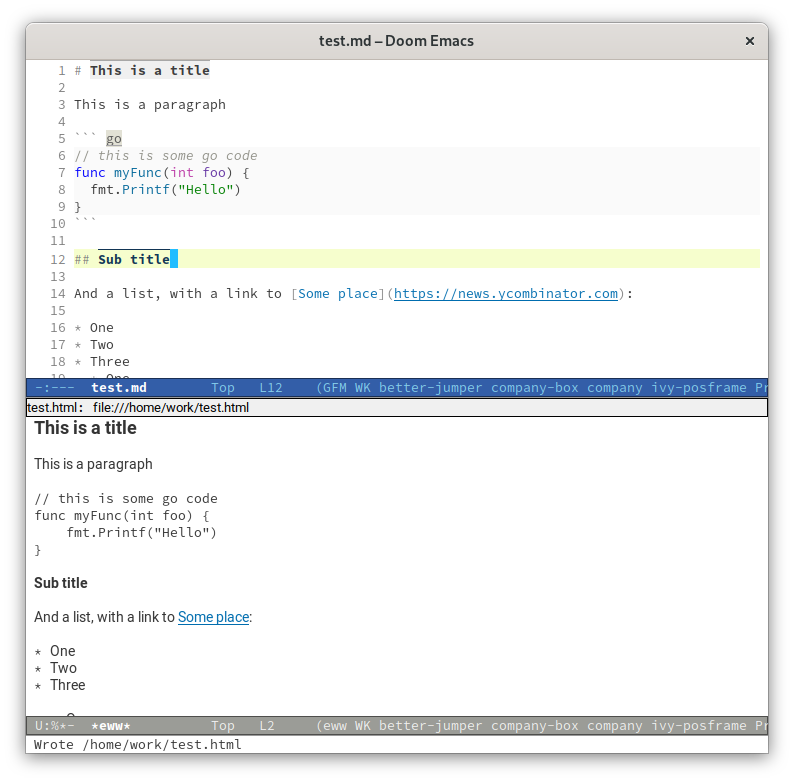 test.md – Doom Emacs
×
1 # This is a title
2
3 This is a paragraph
4
5 ``` go
6 // this is some go code
7 func myFunc(int foo) {
8   fmt.Printf("Hello")
9 }
10 ```
11
12 ## Sub title
13
14 And a list, with a link to [Some place](https://news.ycombinator.com):
15
16 * One
17 * Two
18 * Three
19   * One
-:---  test.md        Top   L12    (GFM WK better-jumper company-box company ivy-posframe Pr
test.html: file:///home/work/test.html
This is a title
This is a paragraph
// this is some go code
func myFunc(int foo) {
    fmt.Printf("Hello")
}
Sub title
And a list, with a link to Some place:
* One
* Two
* Three
U:%*-  *eww*          Top   L2     (eww WK better-jumper company-box company ivy-posframe Pr
Wrote /home/work/test.html